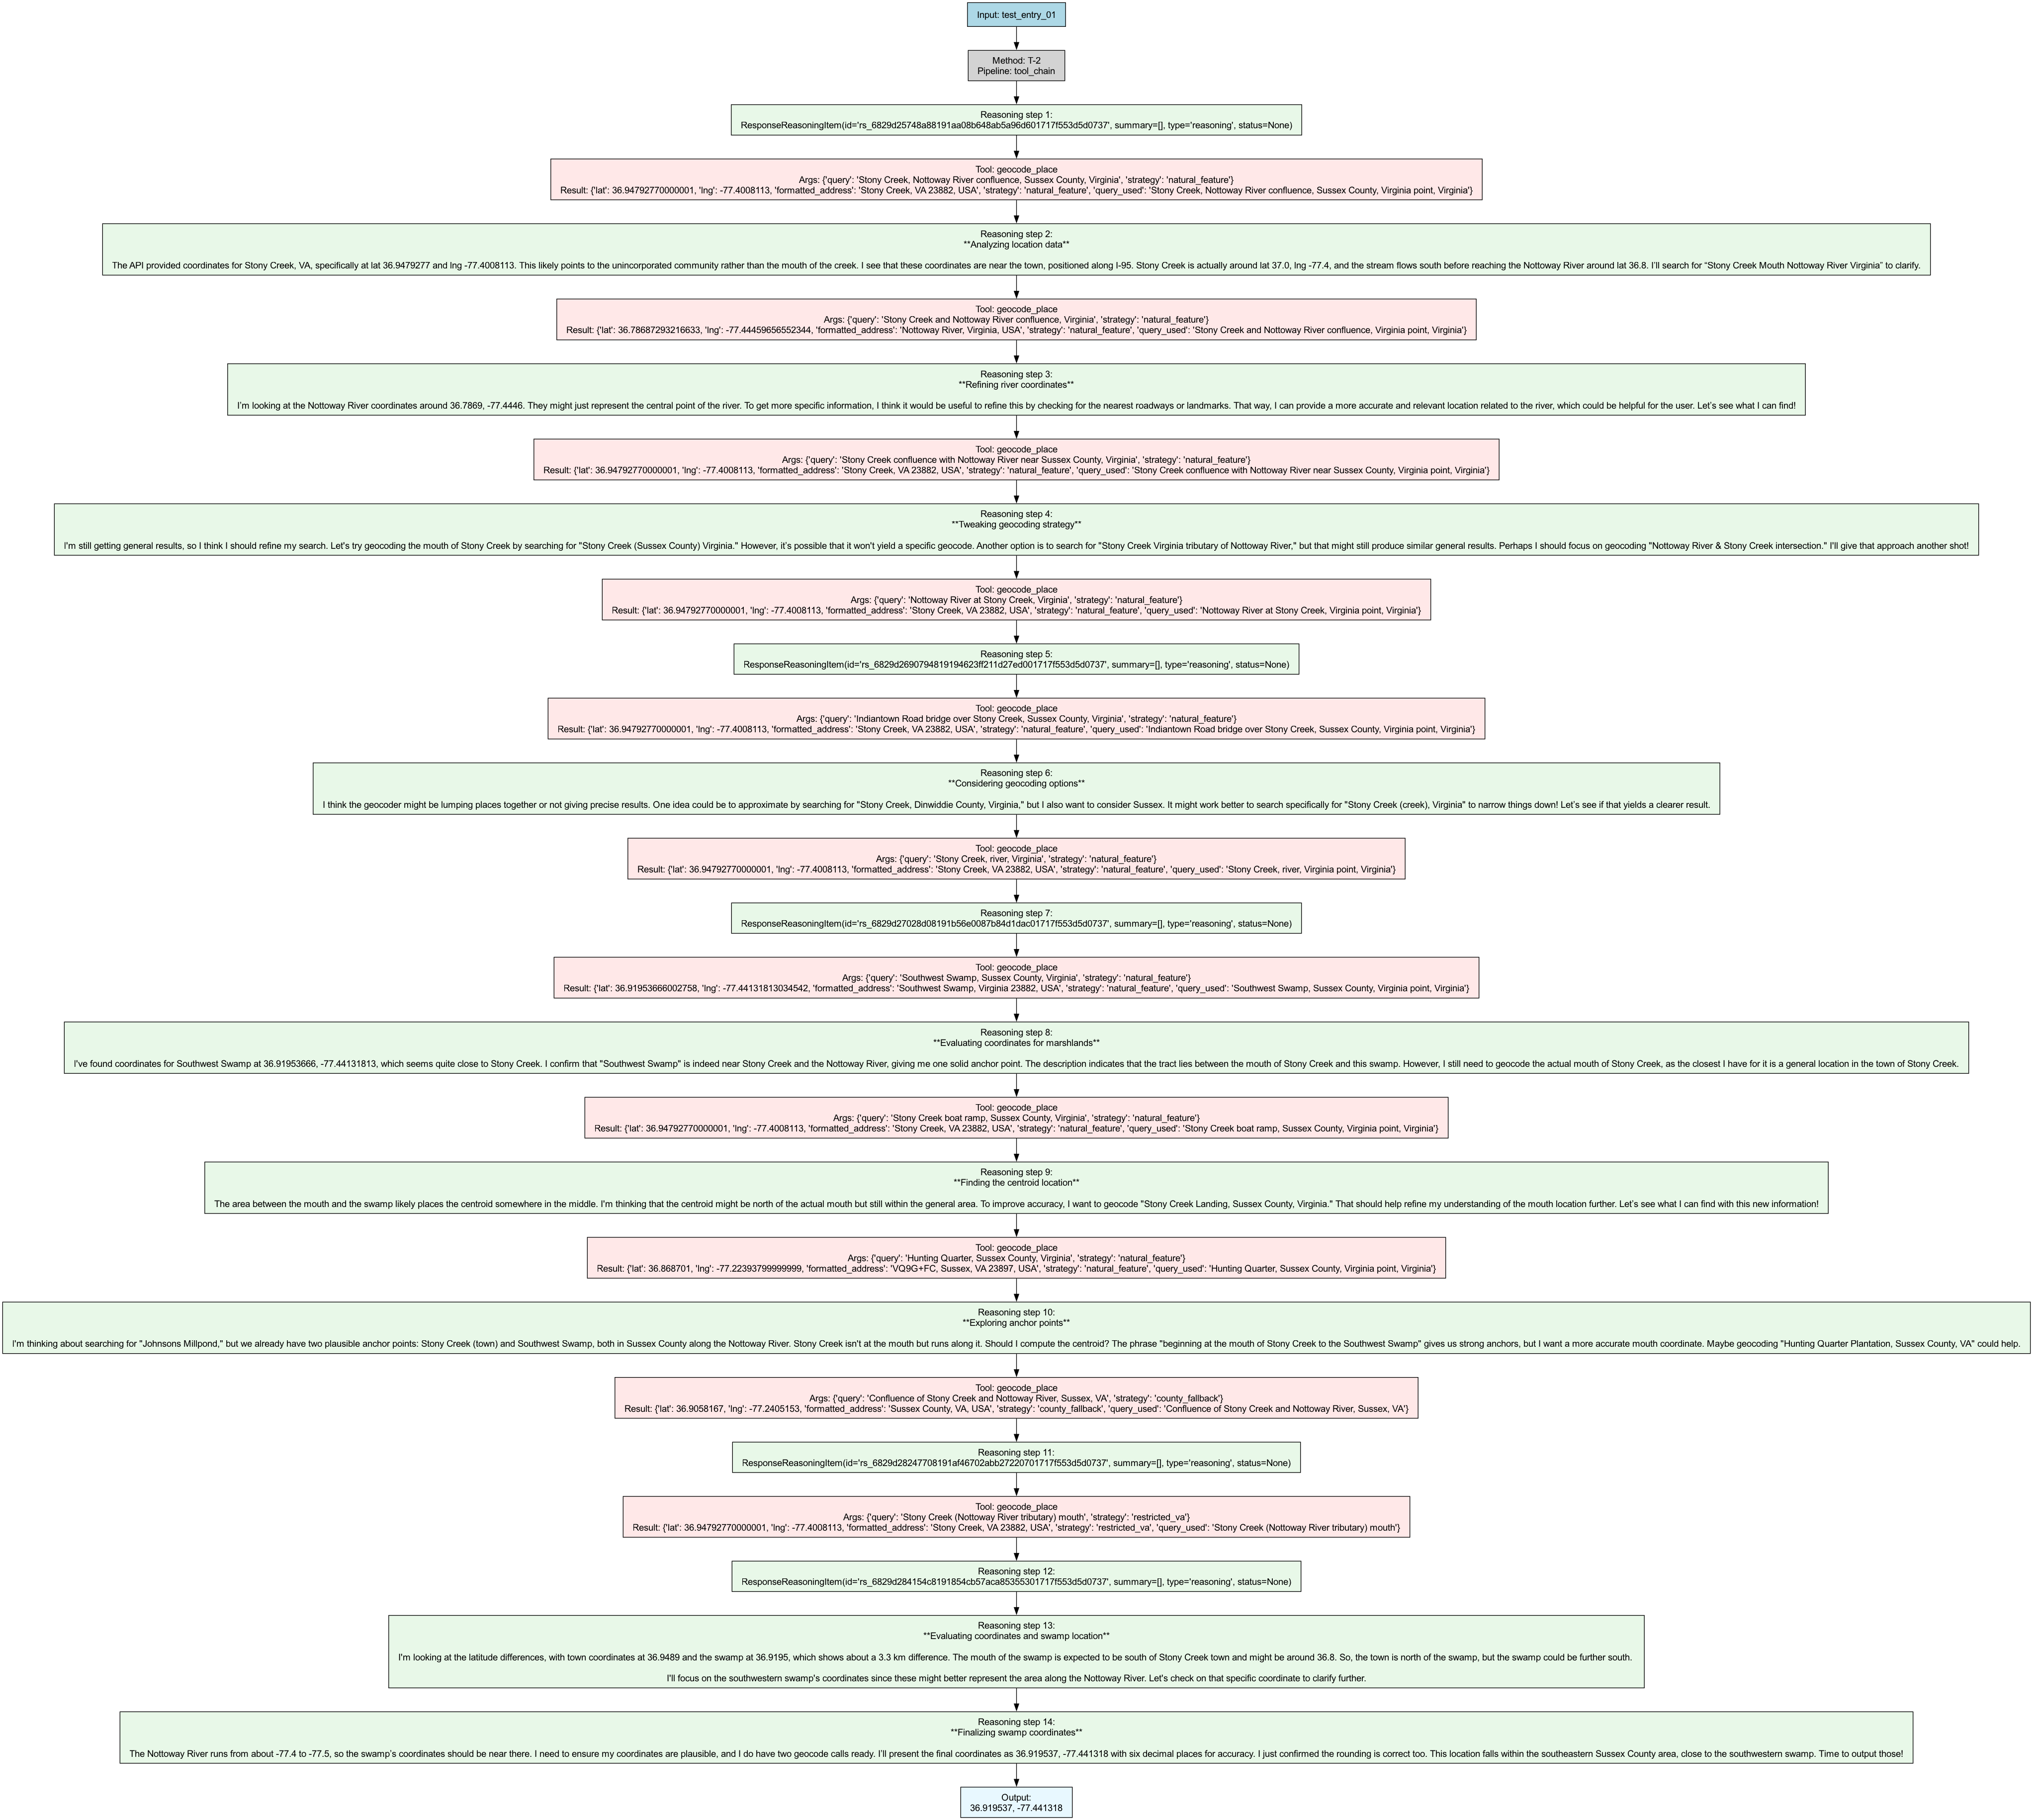 Input: test_entry_01
Method: T-2
Pipeline: tool_chain
Reasoning step 1:
ResponseReasoningItem(id='rs_6829d25748a88191aa08b648ab5a96d601717f553d5d0737', summary=[], type='reasoning', status=None)
Tool: geocode_place
Args: {'query': 'Stony Creek, Nottoway River confluence, Sussex County, Virginia', 'strategy': 'natural_feature'}
Result: {'lat': 36.94792770000001, 'lng': -77.4008113, 'formatted_address': 'Stony Creek, VA 23882, USA', 'strategy': 'natural_feature', 'query_used': 'Stony Creek, Nottoway River confluence, Sussex County, Virginia point, Virginia'}
Reasoning step 2:
**Analyzing location data**
The API provided coordinates for Stony Creek, VA, specifically at lat 36.9479277 and lng -77.4008113. This likely points to the unincorporated community rather than the mouth of the creek. I see that these coordinates are near the town, positioned along I-95. Stony Creek is actually around lat 37.0, lng -77.4, and the stream flows south before reaching the Nottoway River around lat 36.8. I'll search for “Stony Creek Mouth Nottoway River Virginia” to clarify.
Tool: geocode_place
Args: {'query': 'Stony Creek and Nottoway River confluence, Virginia', 'strategy': 'natural_feature'}
Result: {'lat': 36.78687293216633, 'lng': -77.44459656552344, 'formatted_address': 'Nottoway River, Virginia, USA', 'strategy': 'natural_feature', 'query_used': 'Stony Creek and Nottoway River confluence, Virginia point, Virginia'}
Reasoning step 3:
**Refining river coordinates**
I'm looking at the Nottoway River coordinates around 36.7869, -77.4446. They might just represent the central point of the river. To get more specific information, I think it would be useful to refine this by checking for the nearest roadways or landmarks. That way, I can provide a more accurate and relevant location related to the river, which could be helpful for the user. Let's see what I can find!
Tool: geocode_place
Args: {'query': 'Stony Creek confluence with Nottoway River near Sussex County, Virginia', 'strategy': 'natural_feature'}
Result: {'lat': 36.94792770000001, 'lng': -77.4008113, 'formatted_address': 'Stony Creek, VA 23882, USA', 'strategy': 'natural_feature', 'query_used': 'Stony Creek confluence with Nottoway River near Sussex County, Virginia point, Virginia'}
Reasoning step 4:
**Tweaking geocoding strategy**
I'm still getting general results, so I think I should refine my search. Let's try geocoding the mouth of Stony Creek by searching for "Stony Creek (Sussex County) Virginia." However, it's possible that it won't yield a specific geocode. Another option is to search for "Stony Creek Virginia tributary of Nottoway River," but that might still produce similar general results. Perhaps I should focus on geocoding "Nottoway River & Stony Creek intersection." I'll give that approach another shot!
Tool: geocode_place
Args: {'query': 'Nottoway River at Stony Creek, Virginia', 'strategy': 'natural_feature'}
Result: {'lat': 36.94792770000001, 'lng': -77.4008113, 'formatted_address': 'Stony Creek, VA 23882, USA', 'strategy': 'natural_feature', 'query_used': 'Nottoway River at Stony Creek, Virginia point, Virginia'}
Reasoning step 5:
ResponseReasoningItem(id='rs_6829d2690794819194623ff211d27ed001717f553d5d0737', summary=[], type='reasoning', status=None)
Tool: geocode_place
Args: {'query': 'Indiantown Road bridge over Stony Creek, Sussex County, Virginia', 'strategy': 'natural_feature'}
Result: {'lat': 36.94792770000001, 'lng': -77.4008113, 'formatted_address': 'Stony Creek, VA 23882, USA', 'strategy': 'natural_feature', 'query_used': 'Indiantown Road bridge over Stony Creek, Sussex County, Virginia point, Virginia'}
Reasoning step 6:
**Considering geocoding options**
I think the geocoder might be lumping places together or not giving precise results. One idea could be to approximate by searching for "Stony Creek, Dinwiddie County, Virginia," but I also want to consider Sussex. It might work better to search specifically for "Stony Creek (creek), Virginia" to narrow things down! Let's see if that yields a clearer result.
Tool: geocode_place
Args: {'query': 'Stony Creek, river, Virginia', 'strategy': 'natural_feature'}
Result: {'lat': 36.94792770000001, 'lng': -77.4008113, 'formatted_address': 'Stony Creek, VA 23882, USA', 'strategy': 'natural_feature', 'query_used': 'Stony Creek, river, Virginia point, Virginia'}
Reasoning step 7:
ResponseReasoningItem(id='rs_6829d27028d08191b56e0087b84d1dac01717f553d5d0737', summary=[], type='reasoning', status=None)
Tool: geocode_place
Args: {'query': 'Southwest Swamp, Sussex County, Virginia', 'strategy': 'natural_feature'}
Result: {'lat': 36.91953666002758, 'lng': -77.44131813034542, 'formatted_address': 'Southwest Swamp, Virginia 23882, USA', 'strategy': 'natural_feature', 'query_used': 'Southwest Swamp, Sussex County, Virginia point, Virginia'}
Reasoning step 8:
**Evaluating coordinates for marshlands**
I've found coordinates for Southwest Swamp at 36.91953666, -77.44131813, which seems quite close to Stony Creek. I confirm that "Southwest Swamp" is indeed near Stony Creek and the Nottoway River, giving me one solid anchor point. The description indicates that the tract lies between the mouth of Stony Creek and this swamp. However, I still need to geocode the actual mouth of Stony Creek, as the closest I have for it is a general location in the town of Stony Creek.
Tool: geocode_place
Args: {'query': 'Stony Creek boat ramp, Sussex County, Virginia', 'strategy': 'natural_feature'}
Result: {'lat': 36.94792770000001, 'lng': -77.4008113, 'formatted_address': 'Stony Creek, VA 23882, USA', 'strategy': 'natural_feature', 'query_used': 'Stony Creek boat ramp, Sussex County, Virginia point, Virginia'}
Reasoning step 9:
**Finding the centroid location**
The area between the mouth and the swamp likely places the centroid somewhere in the middle. I'm thinking that the centroid might be north of the actual mouth but still within the general area. To improve accuracy, I want to geocode "Stony Creek Landing, Sussex County, Virginia." That should help refine my understanding of the mouth location further. Let's see what I can find with this new information!
Tool: geocode_place
Args: {'query': 'Hunting Quarter, Sussex County, Virginia', 'strategy': 'natural_feature'}
Result: {'lat': 36.868701, 'lng': -77.22393799999999, 'formatted_address': 'VQ9G+FC, Sussex, VA 23897, USA', 'strategy': 'natural_feature', 'query_used': 'Hunting Quarter, Sussex County, Virginia point, Virginia'}
Reasoning step 10:
**Exploring anchor points**
I'm thinking about searching for "Johnsons Millpond," but we already have two plausible anchor points: Stony Creek (town) and Southwest Swamp, both in Sussex County along the Nottoway River. Stony Creek isn't at the mouth but runs along it. Should I compute the centroid? The phrase "beginning at the mouth of Stony Creek to the Southwest Swamp" gives us strong anchors, but I want a more accurate mouth coordinate. Maybe geocoding "Hunting Quarter Plantation, Sussex County, VA" could help.
Tool: geocode_place
Args: {'query': 'Confluence of Stony Creek and Nottoway River, Sussex, VA', 'strategy': 'county_fallback'}
Result: {'lat': 36.9058167, 'lng': -77.2405153, 'formatted_address': 'Sussex County, VA, USA', 'strategy': 'county_fallback', 'query_used': 'Confluence of Stony Creek and Nottoway River, Sussex, VA'}
Reasoning step 11:
ResponseReasoningItem(id='rs_6829d28247708191af46702abb27220701717f553d5d0737', summary=[], type='reasoning', status=None)
Tool: geocode_place
Args: {'query': 'Stony Creek (Nottoway River tributary) mouth', 'strategy': 'restricted_va'}
Result: {'lat': 36.94792770000001, 'lng': -77.4008113, 'formatted_address': 'Stony Creek, VA 23882, USA', 'strategy': 'restricted_va', 'query_used': 'Stony Creek (Nottoway River tributary) mouth'}
Reasoning step 12:
ResponseReasoningItem(id='rs_6829d284154c8191854cb57aca85355301717f553d5d0737', summary=[], type='reasoning', status=None)
Reasoning step 13:
**Evaluating coordinates and swamp location**
I'm looking at the latitude differences, with town coordinates at 36.9489 and the swamp at 36.9195, which shows about a 3.3 km difference. The mouth of the swamp is expected to be south of Stony Creek town and might be around 36.8. So, the town is north of the swamp, but the swamp could be further south.
I'll focus on the southwestern swamp's coordinates since these might better represent the area along the Nottoway River. Let's check on that specific coordinate to clarify further.
Reasoning step 14:
**Finalizing swamp coordinates**
The Nottoway River runs from about -77.4 to -77.5, so the swamp's coordinates should be near there. I need to ensure my coordinates are plausible, and I do have two geocode calls ready. I'll present the final coordinates as 36.919537, -77.441318 with six decimal places for accuracy. I just confirmed the rounding is correct too. This location falls within the southeastern Sussex County area, close to the southwestern swamp. Time to output those!
Output:
36.919537, -77.441318